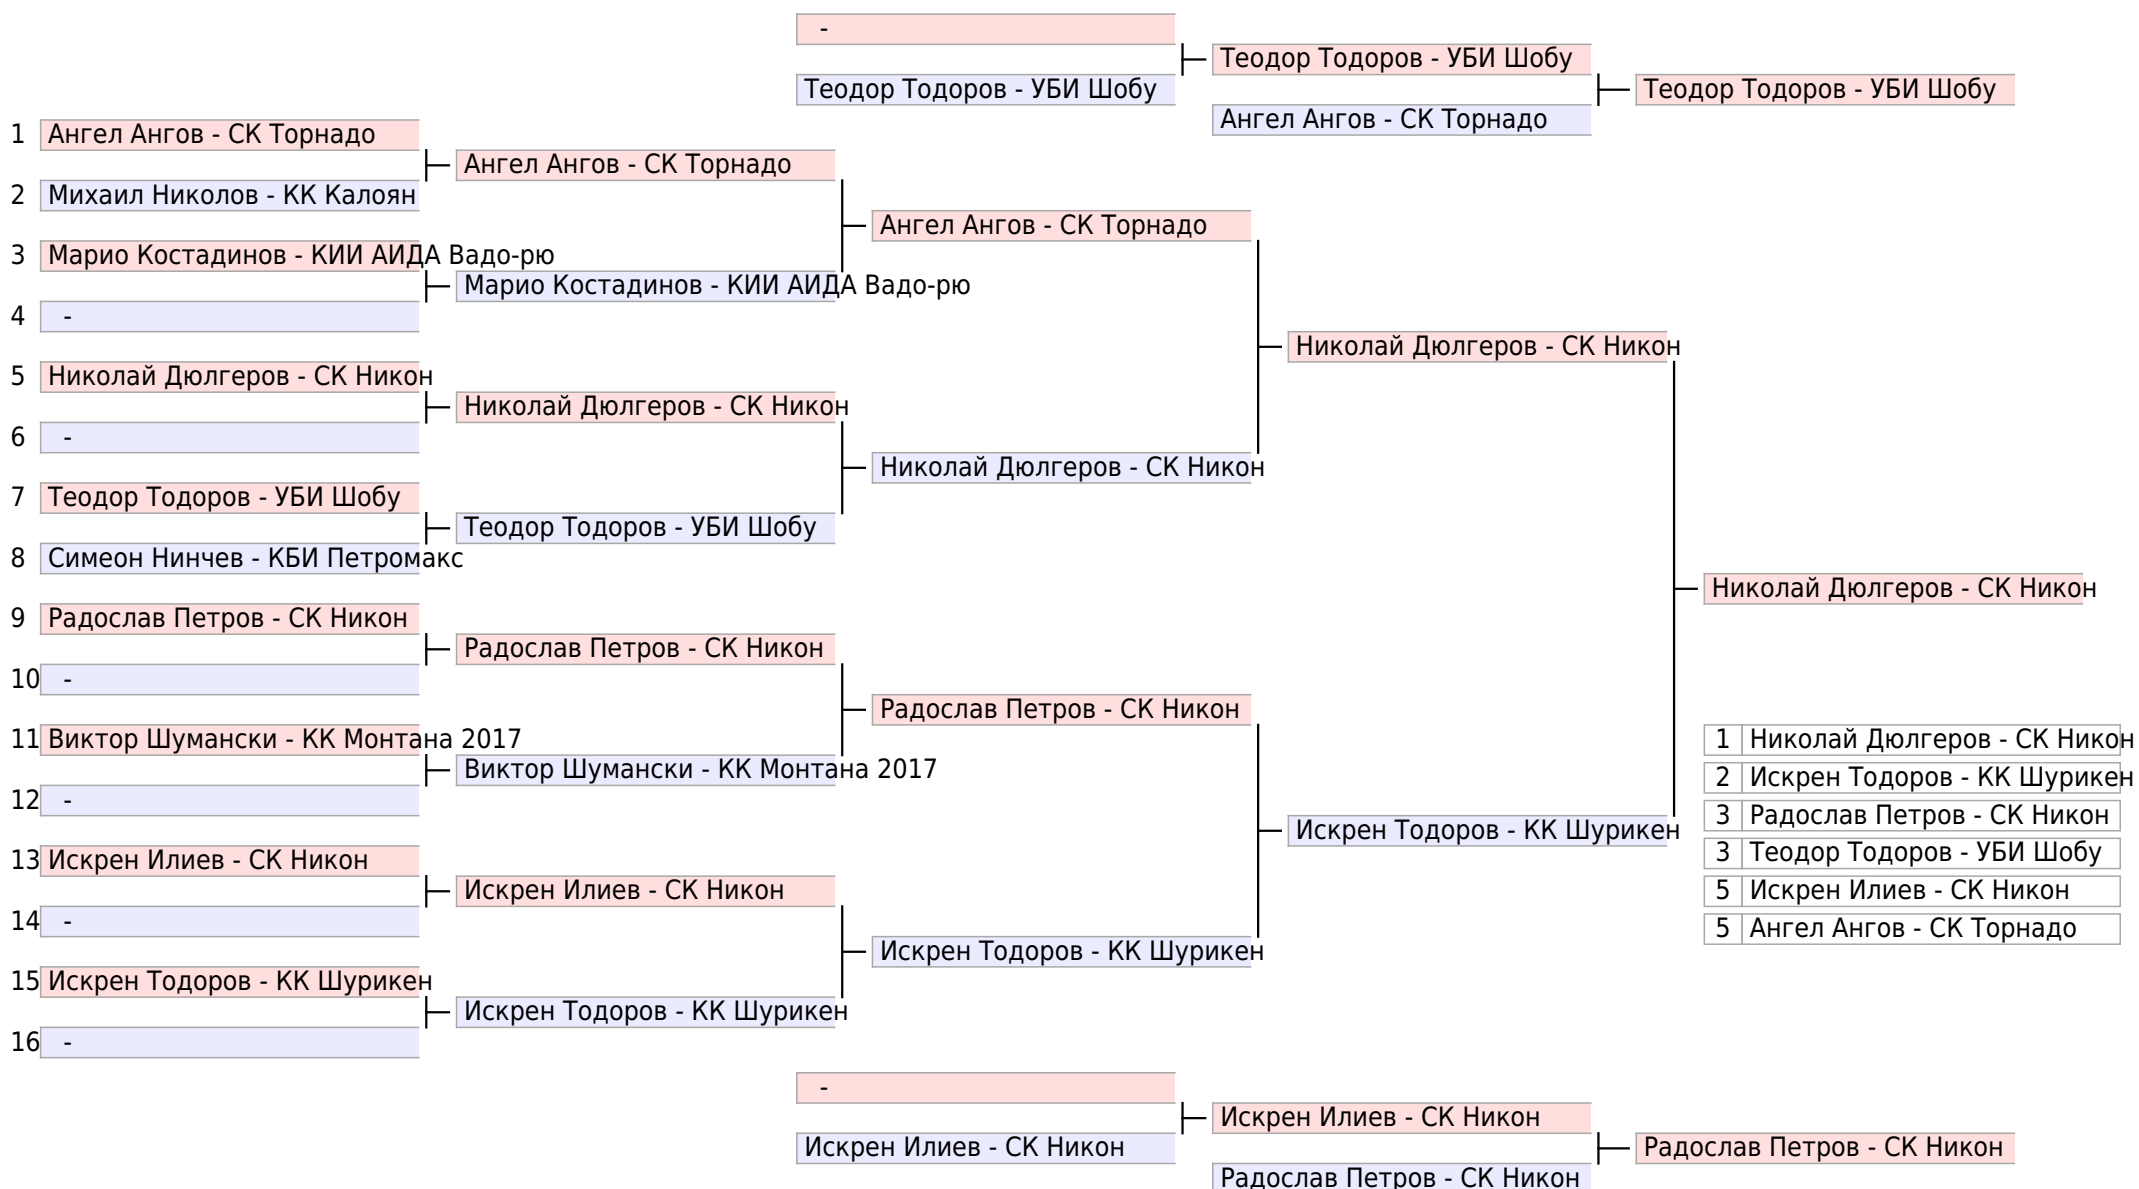 -
Теодор Тодоров - УБИ Шобу
Теодор Тодоров - УБИ Шобу
Теодор Тодоров - УБИ Шобу
Ангел Ангов - СК Торнадо
1 Ангел Ангов - СК Торнадо
Ангел Ангов - СК Торнадо
2 Михаил Николов - КК Калоян
Ангел Ангов - СК Торнадо
3 Марио Костадинов - КИИ АИДА Вадо-рю
Марио Костадинов - КИИ АИДА Вадо-рю
4 -
Николай Дюлгеров - СК Никон
5 Николай Дюлгеров - СК Никон
Николай Дюлгеров - СК Никон
6 -
Николай Дюлгеров - СК Никон
7 Теодор Тодоров - УБИ Шобу
Теодор Тодоров - УБИ Шобу
8 Симеон Нинчев - КБИ Петромакс
Николай Дюлгеров - СК Никон
9 Радослав Петров - СК Никон
Радослав Петров - СК Никон
10 -
Радослав Петров - СК Никон
11 Виктор Шумански - КК Монтана 2017
Виктор Шумански - КК Монтана 2017
12 -
Искрен Тодоров - КК Шурикен
13 Искрен Илиев - СК Никон
Искрен Илиев - СК Никон
14 -
Искрен Тодоров - КК Шурикен
15 Искрен Тодоров - КК Шурикен
Искрен Тодоров - КК Шурикен
16 -
1 Николай Дюлгеров - СК Никон
2 Искрен Тодоров - КК Шурикен
3 Радослав Петров - СК Никон
3 Теодор Тодоров - УБИ Шобу
5 Искрен Илиев - СК Никон
5 Ангел Ангов - СК Торнадо
-
Искрен Илиев - СК Никон
Искрен Илиев - СК Никон
Радослав Петров - СК Никон
Радослав Петров - СК Никон